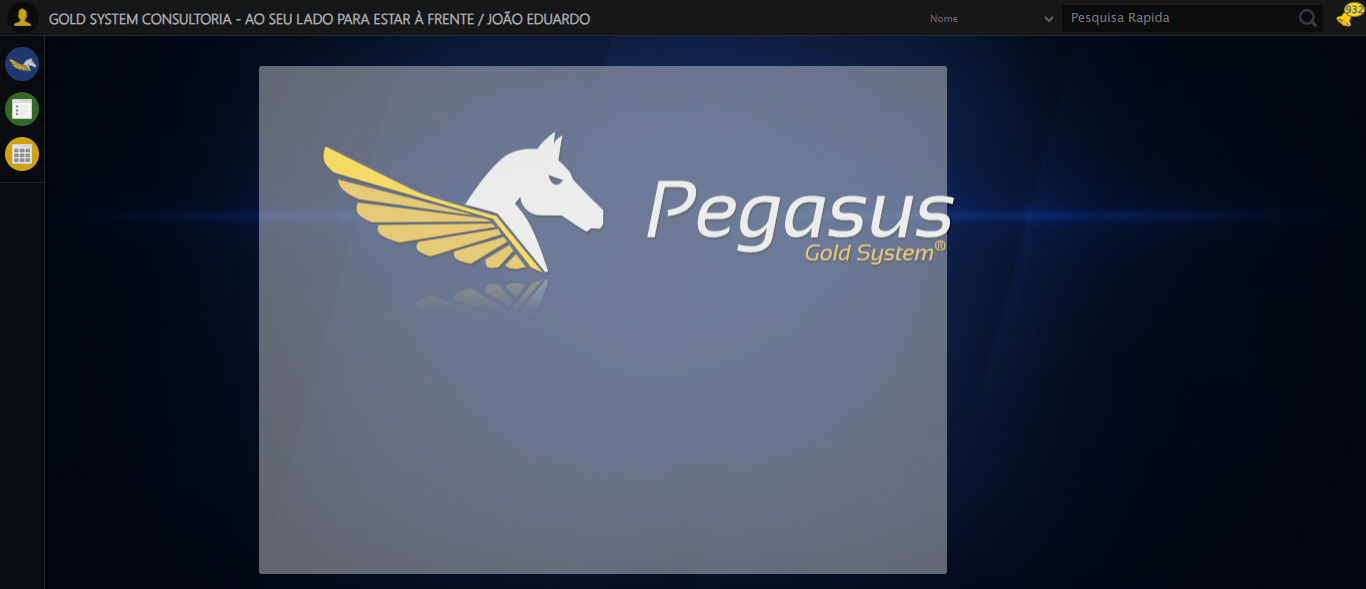 GOLD SYSTEM CONSULTORIA - AO SEU LADO PARA ESTAR À FRENTE / JOÃO EDUARDO
Nome
Pesquisa Rapida
932
Pegasus
Gold System®